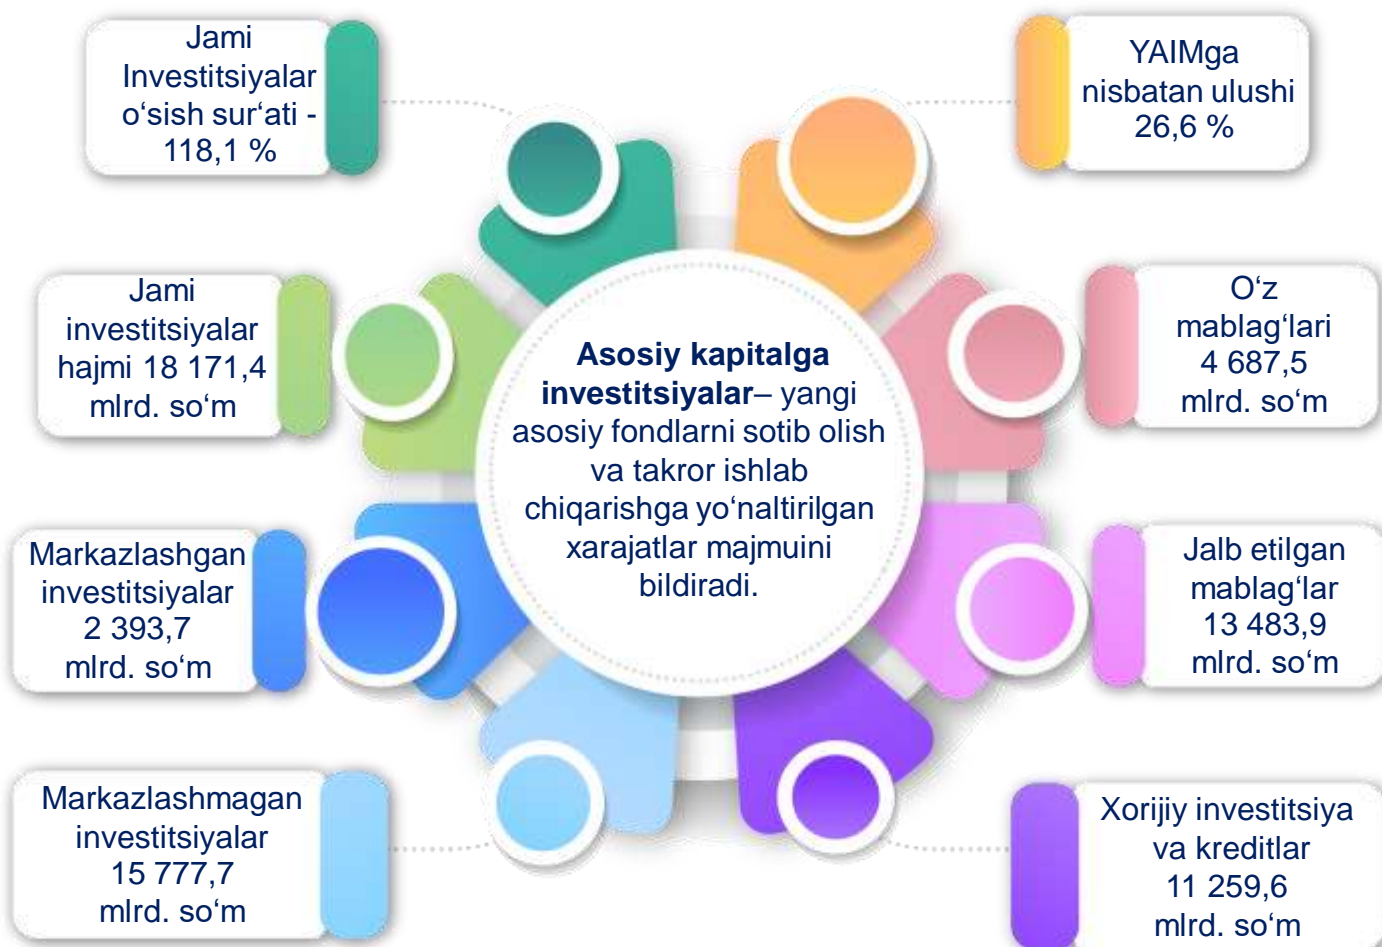 Jami
Investitsiyalar
o‘sish sur‘ati -
118,1 %
YAIMga
nisbatan ulushi
26,6 %
Jami
investitsiyalar
hajmi 18 171,4
mlrd. so‘m
O‘z
mablag‘lari
4 687,5
mlrd. so‘m
Asosiy kapitalga
investitsiyalar– yangi
asosiy fondlarni sotib olish
va takror ishlab
chiqarishga yo‘naltirilgan
xarajatlar majmuini
bildiradi.
Markazlashgan
investitsiyalar
2 393,7
mlrd. so‘m
Jalb etilgan
mablag‘lar
13 483,9
mlrd. so‘m
Markazlashmagan
investitsiyalar
15 777,7
mlrd. so‘m
Xorijiy investitsiya
va kreditlar
11 259,6
mlrd. so‘m